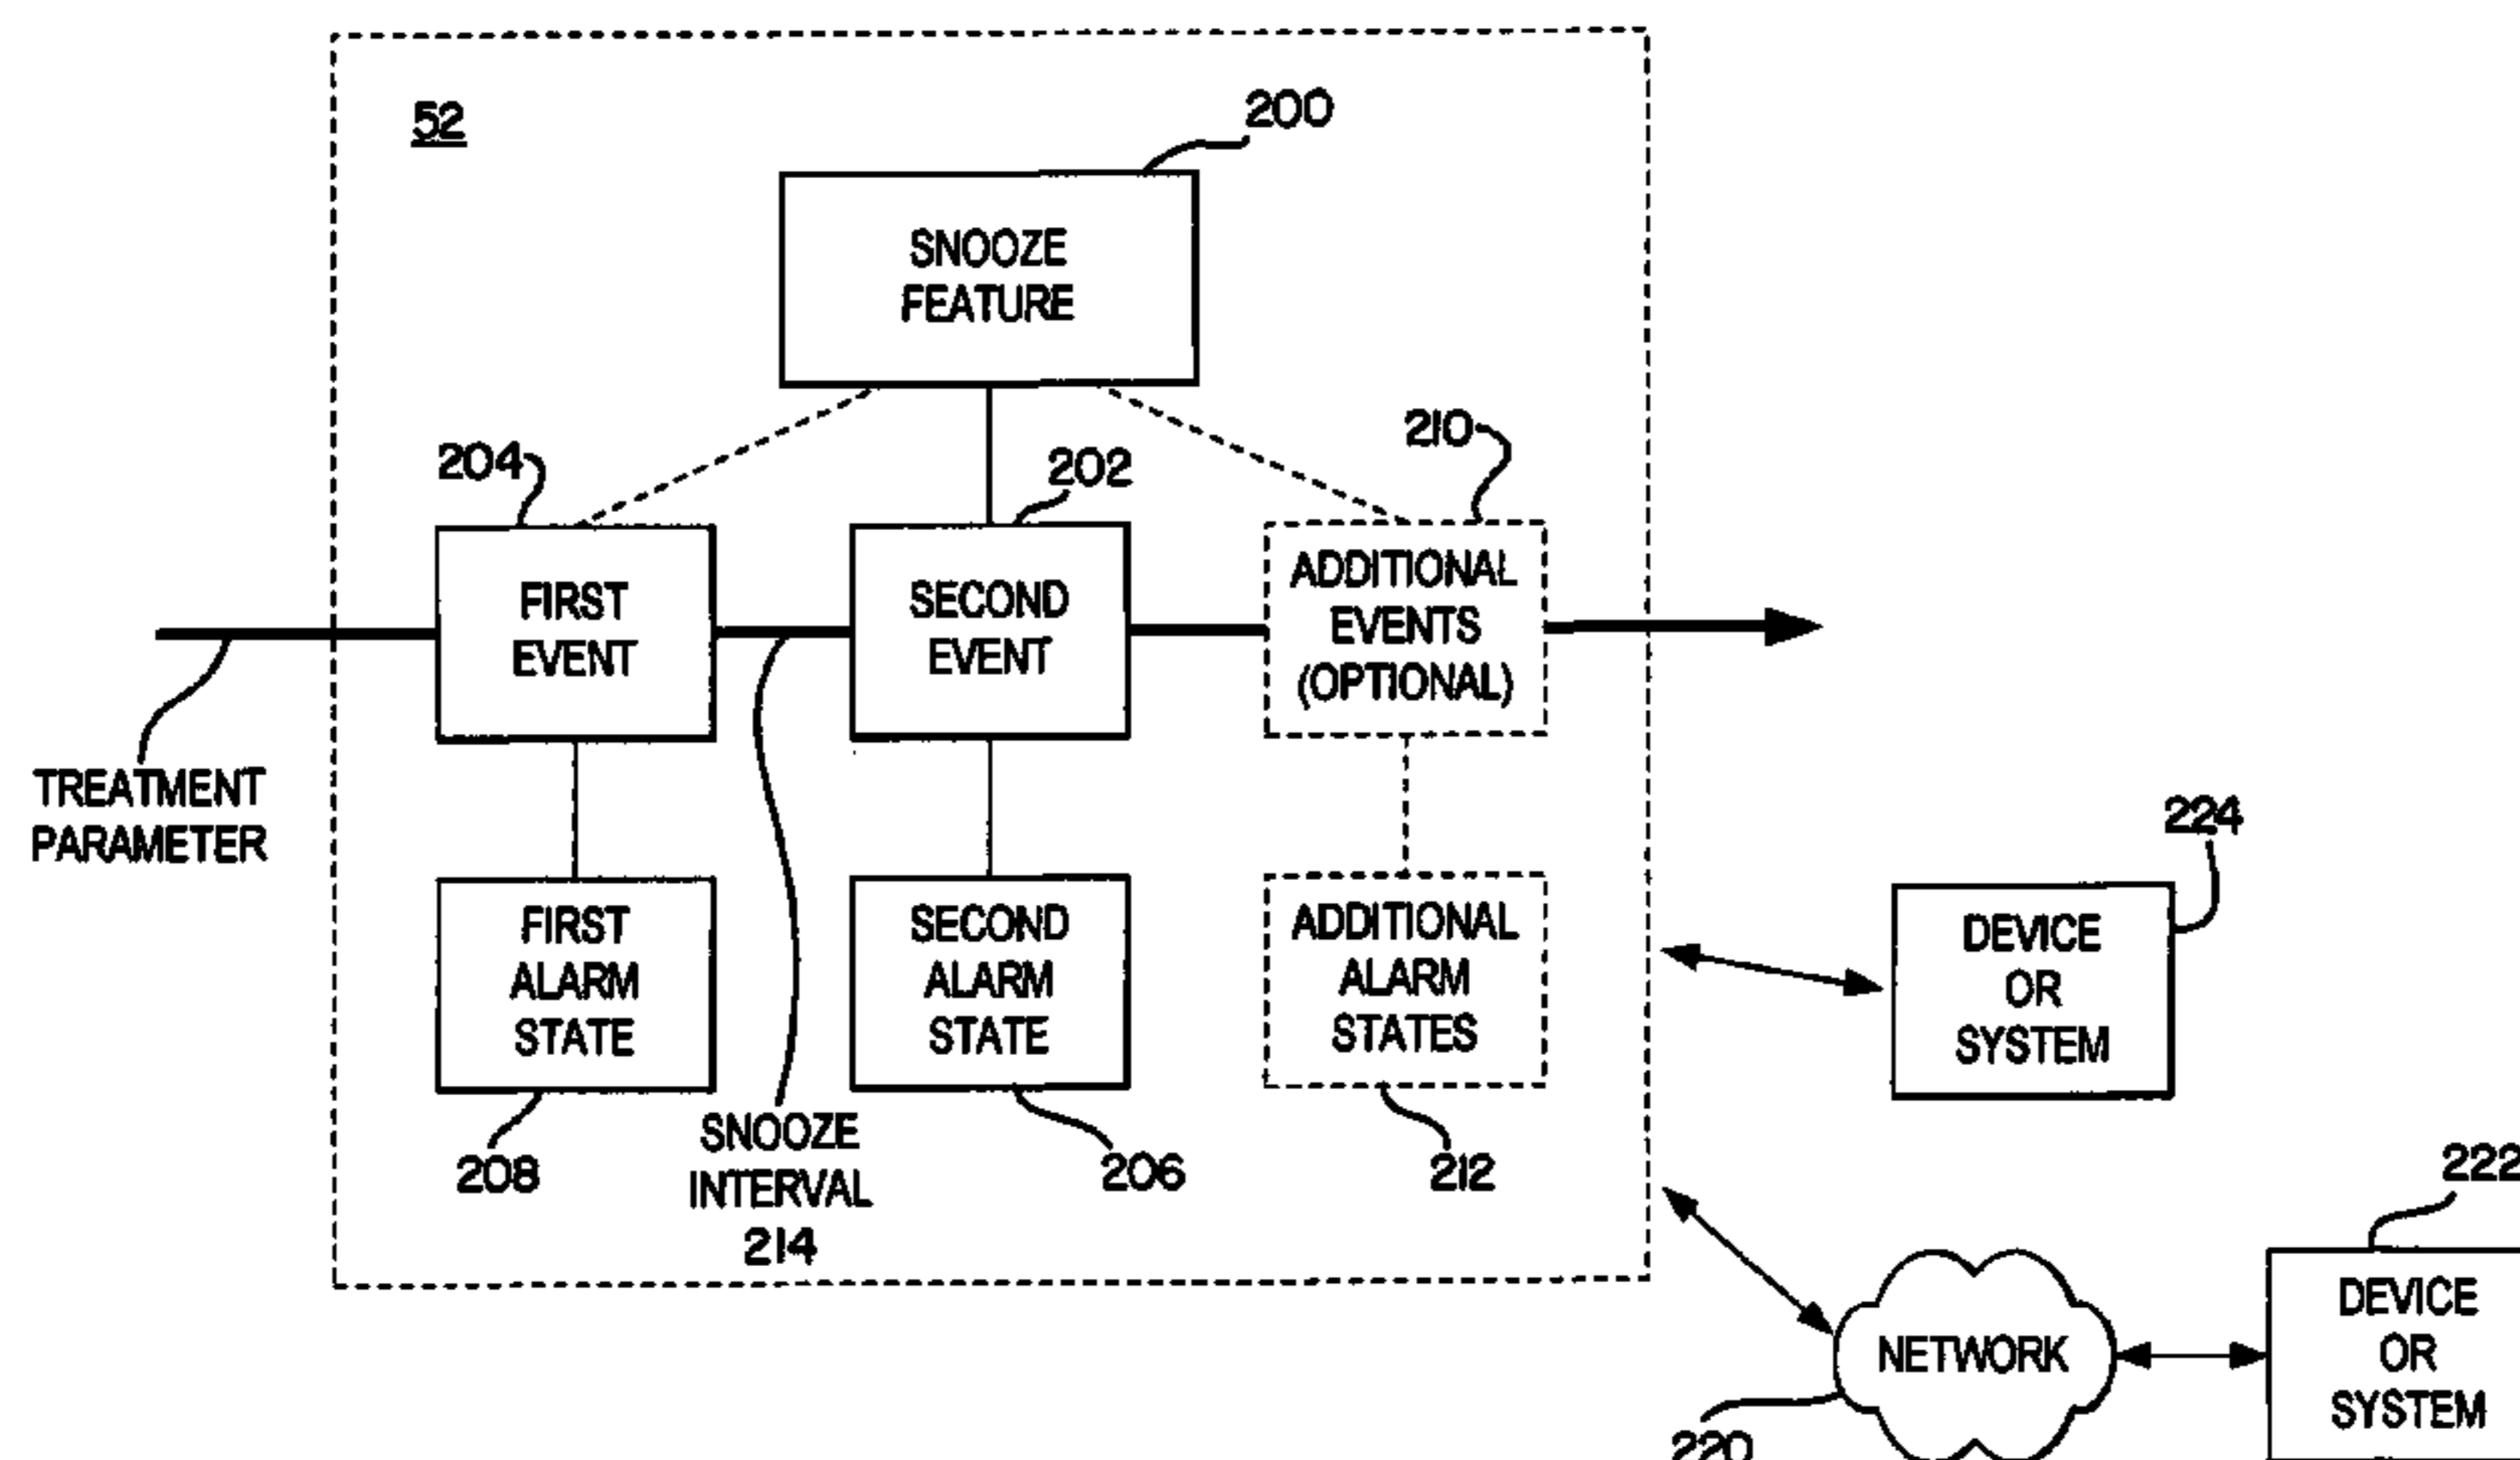 52
200
SNOOZE
FEATURE
204
202
210
FIRST
EVENT
SECOND
EVENT
ADDITIONAL
EVENTS
(OPTIONAL)
TREATMENT
PARAMETER
FIRST
ALARM
STATE
SECOND
ALARM
STATE
ADDITIONAL
ALARM
STATES
208
SNOOZE
INTERVAL
214
206
212
224
DEVICE
OR
SYSTEM
222
NETWORK
220
DEVICE
OR
SYSTEM